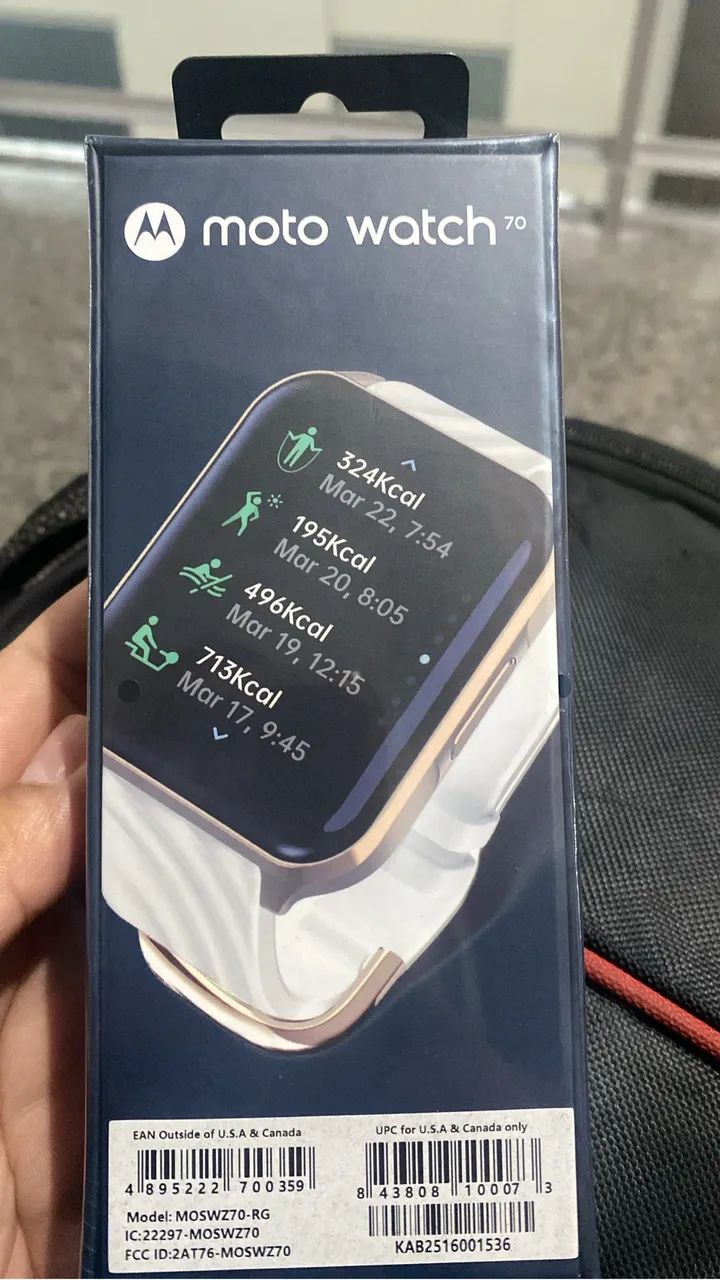 moto watch 70
324Kcal
Mar 22, 7:54
195Kcal
Mar 20, 8:05
496Kcal
Mar 19, 12:15
713Kcal
Mar 17, 9:45
EAN Outside of U.S.A & Canada
4 895222 700359
Model: MOSWZ70-RG
IC:22297-MOSWZ70
FCC ID:2AT76-MOSWZ70
UPC for U.S.A & Canada only
8 43808 10007 3
KAB2516001536